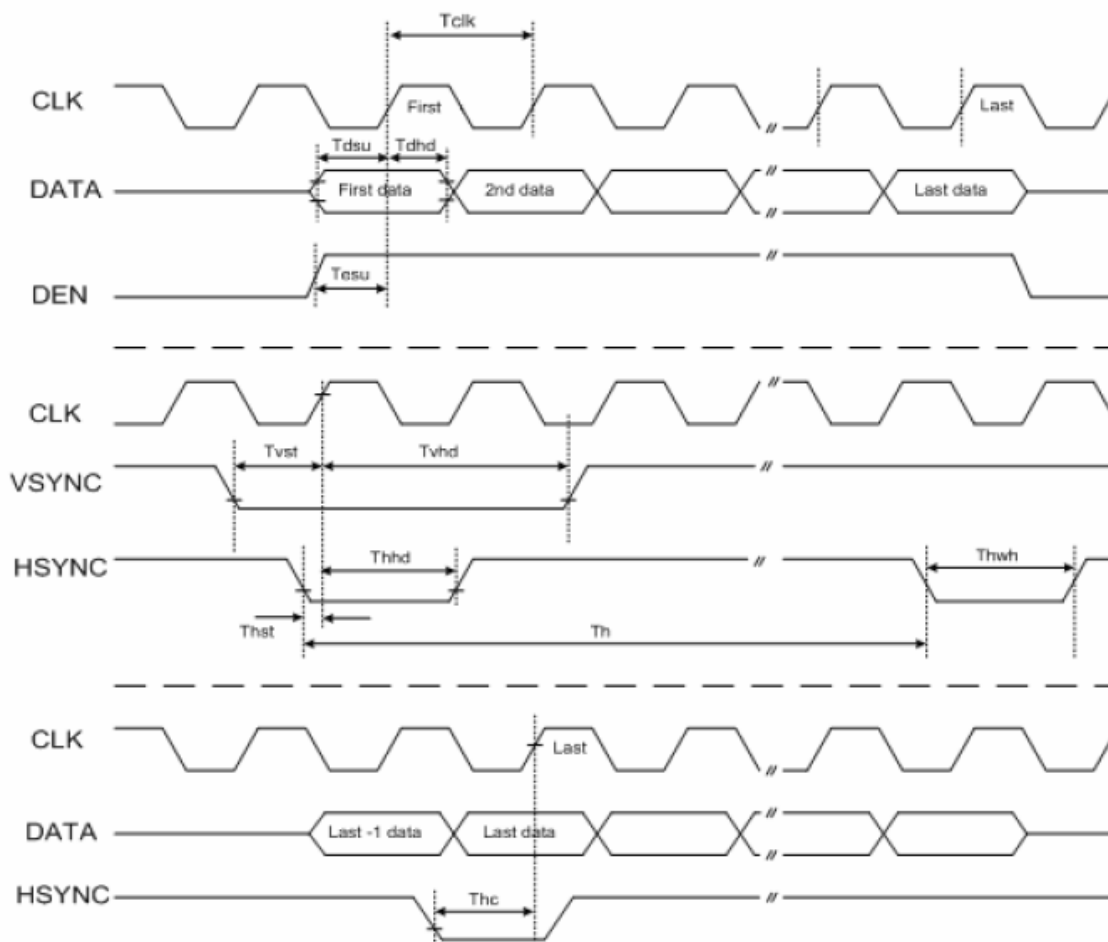 Tclk
CLK
First
Last
Tdsu
Tdhd
DATA
First data
2nd data
Last data
DEN
Tesu
CLK
Tvst
Tvhd
VSYNC
HSYNC
Thhd
Thwh
Thst
Th
CLK
Last
DATA
Last -1 data
Last data
HSYNC
Thc